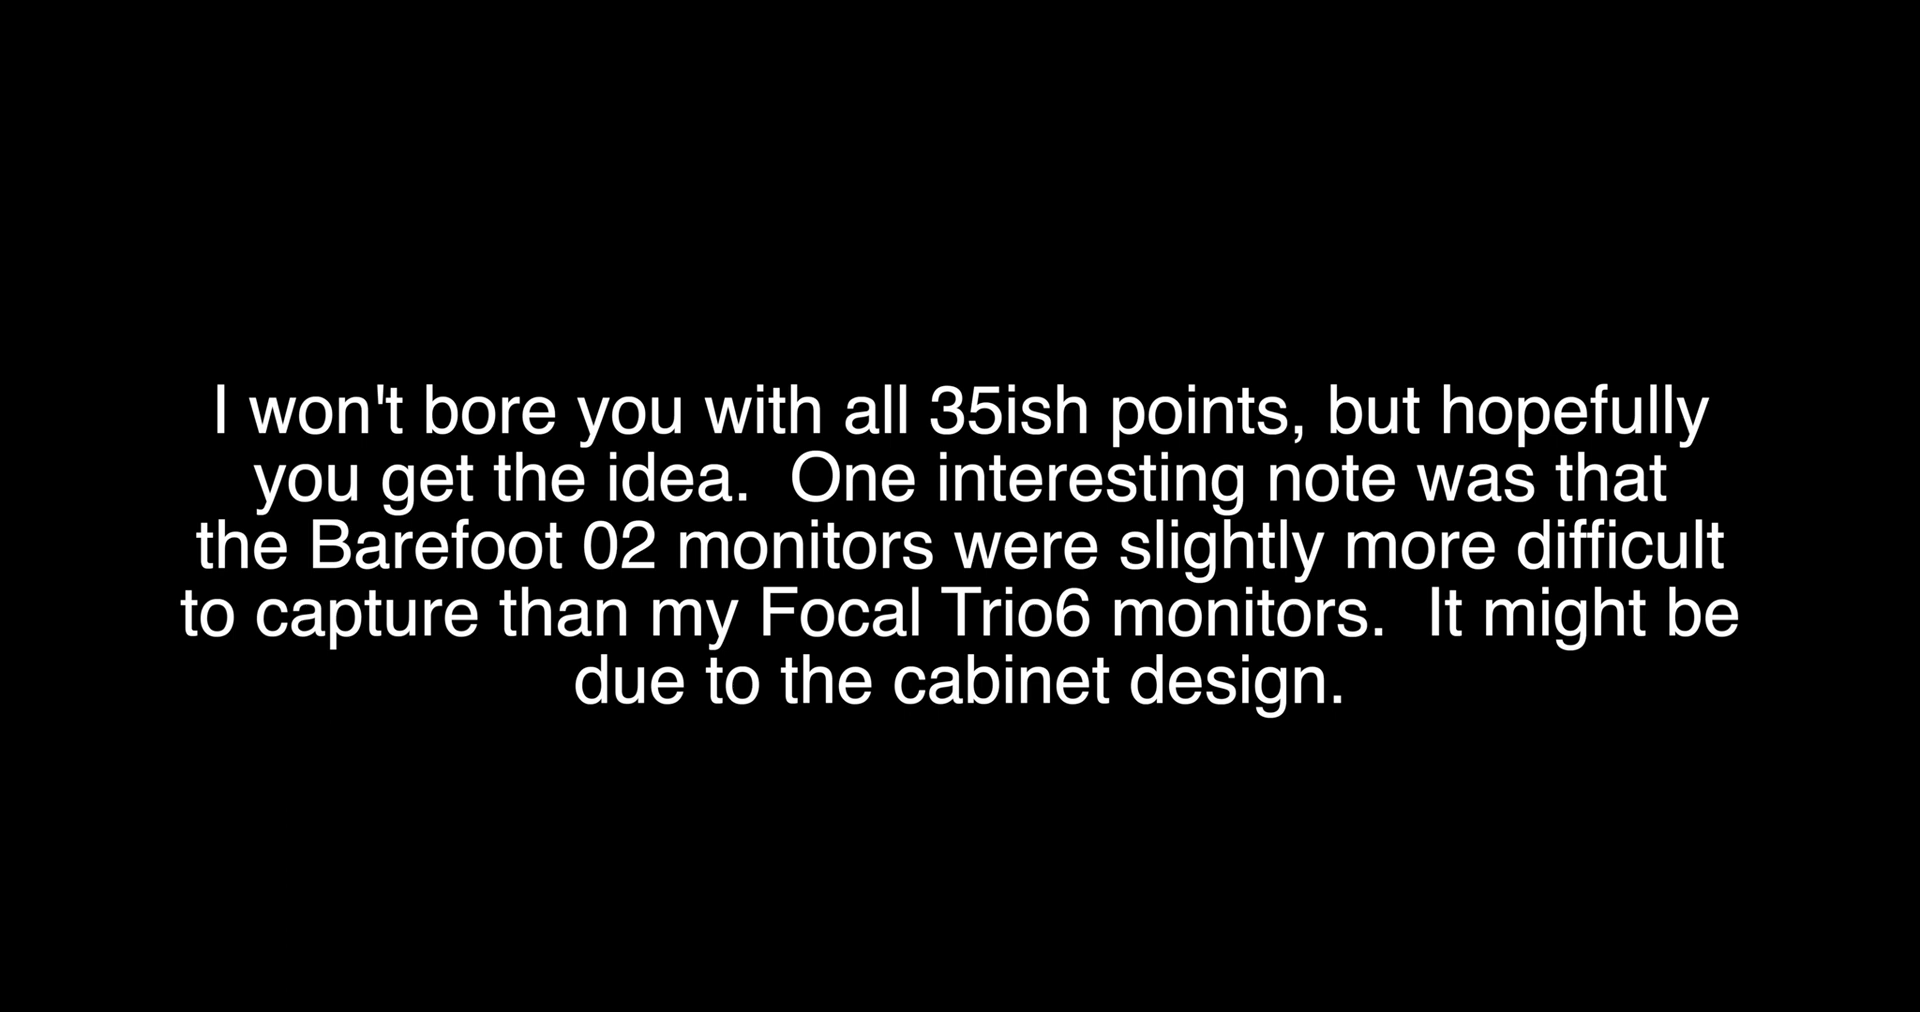 I won't bore you with all 35ish points, but hopefully
you get the idea.  One interesting note was that
the Barefoot 02 monitors were slightly more difficult
to capture than my Focal Trio6 monitors.  It might be
due to the cabinet design.